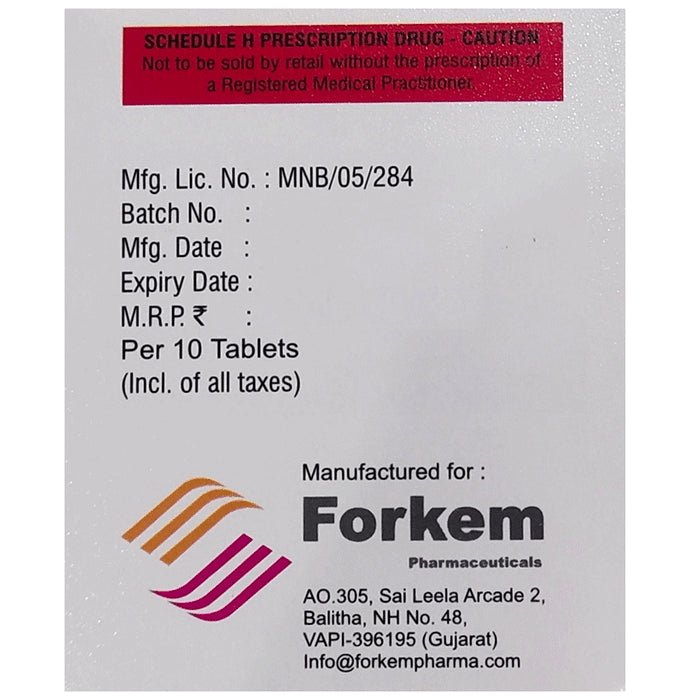 SCHEDULE H PRESCRIPTION DRUG - CAUTION
Not to be sold by retail without the prescription of
a Registered Medical Practitioner.
Mfg. Lic. No. : MNB/05/284
Batch No. :
Mfg. Date :
Expiry Date :
M.R.P. ₹ :
Per 10 Tablets
(Incl. of all taxes)
Manufactured for :
Forkem
Pharmaceuticals
AO.305, Sai Leela Arcade 2,
Balitha, NH No. 48,
VAPI-396195 (Gujarat)
Info@forkempharma.com